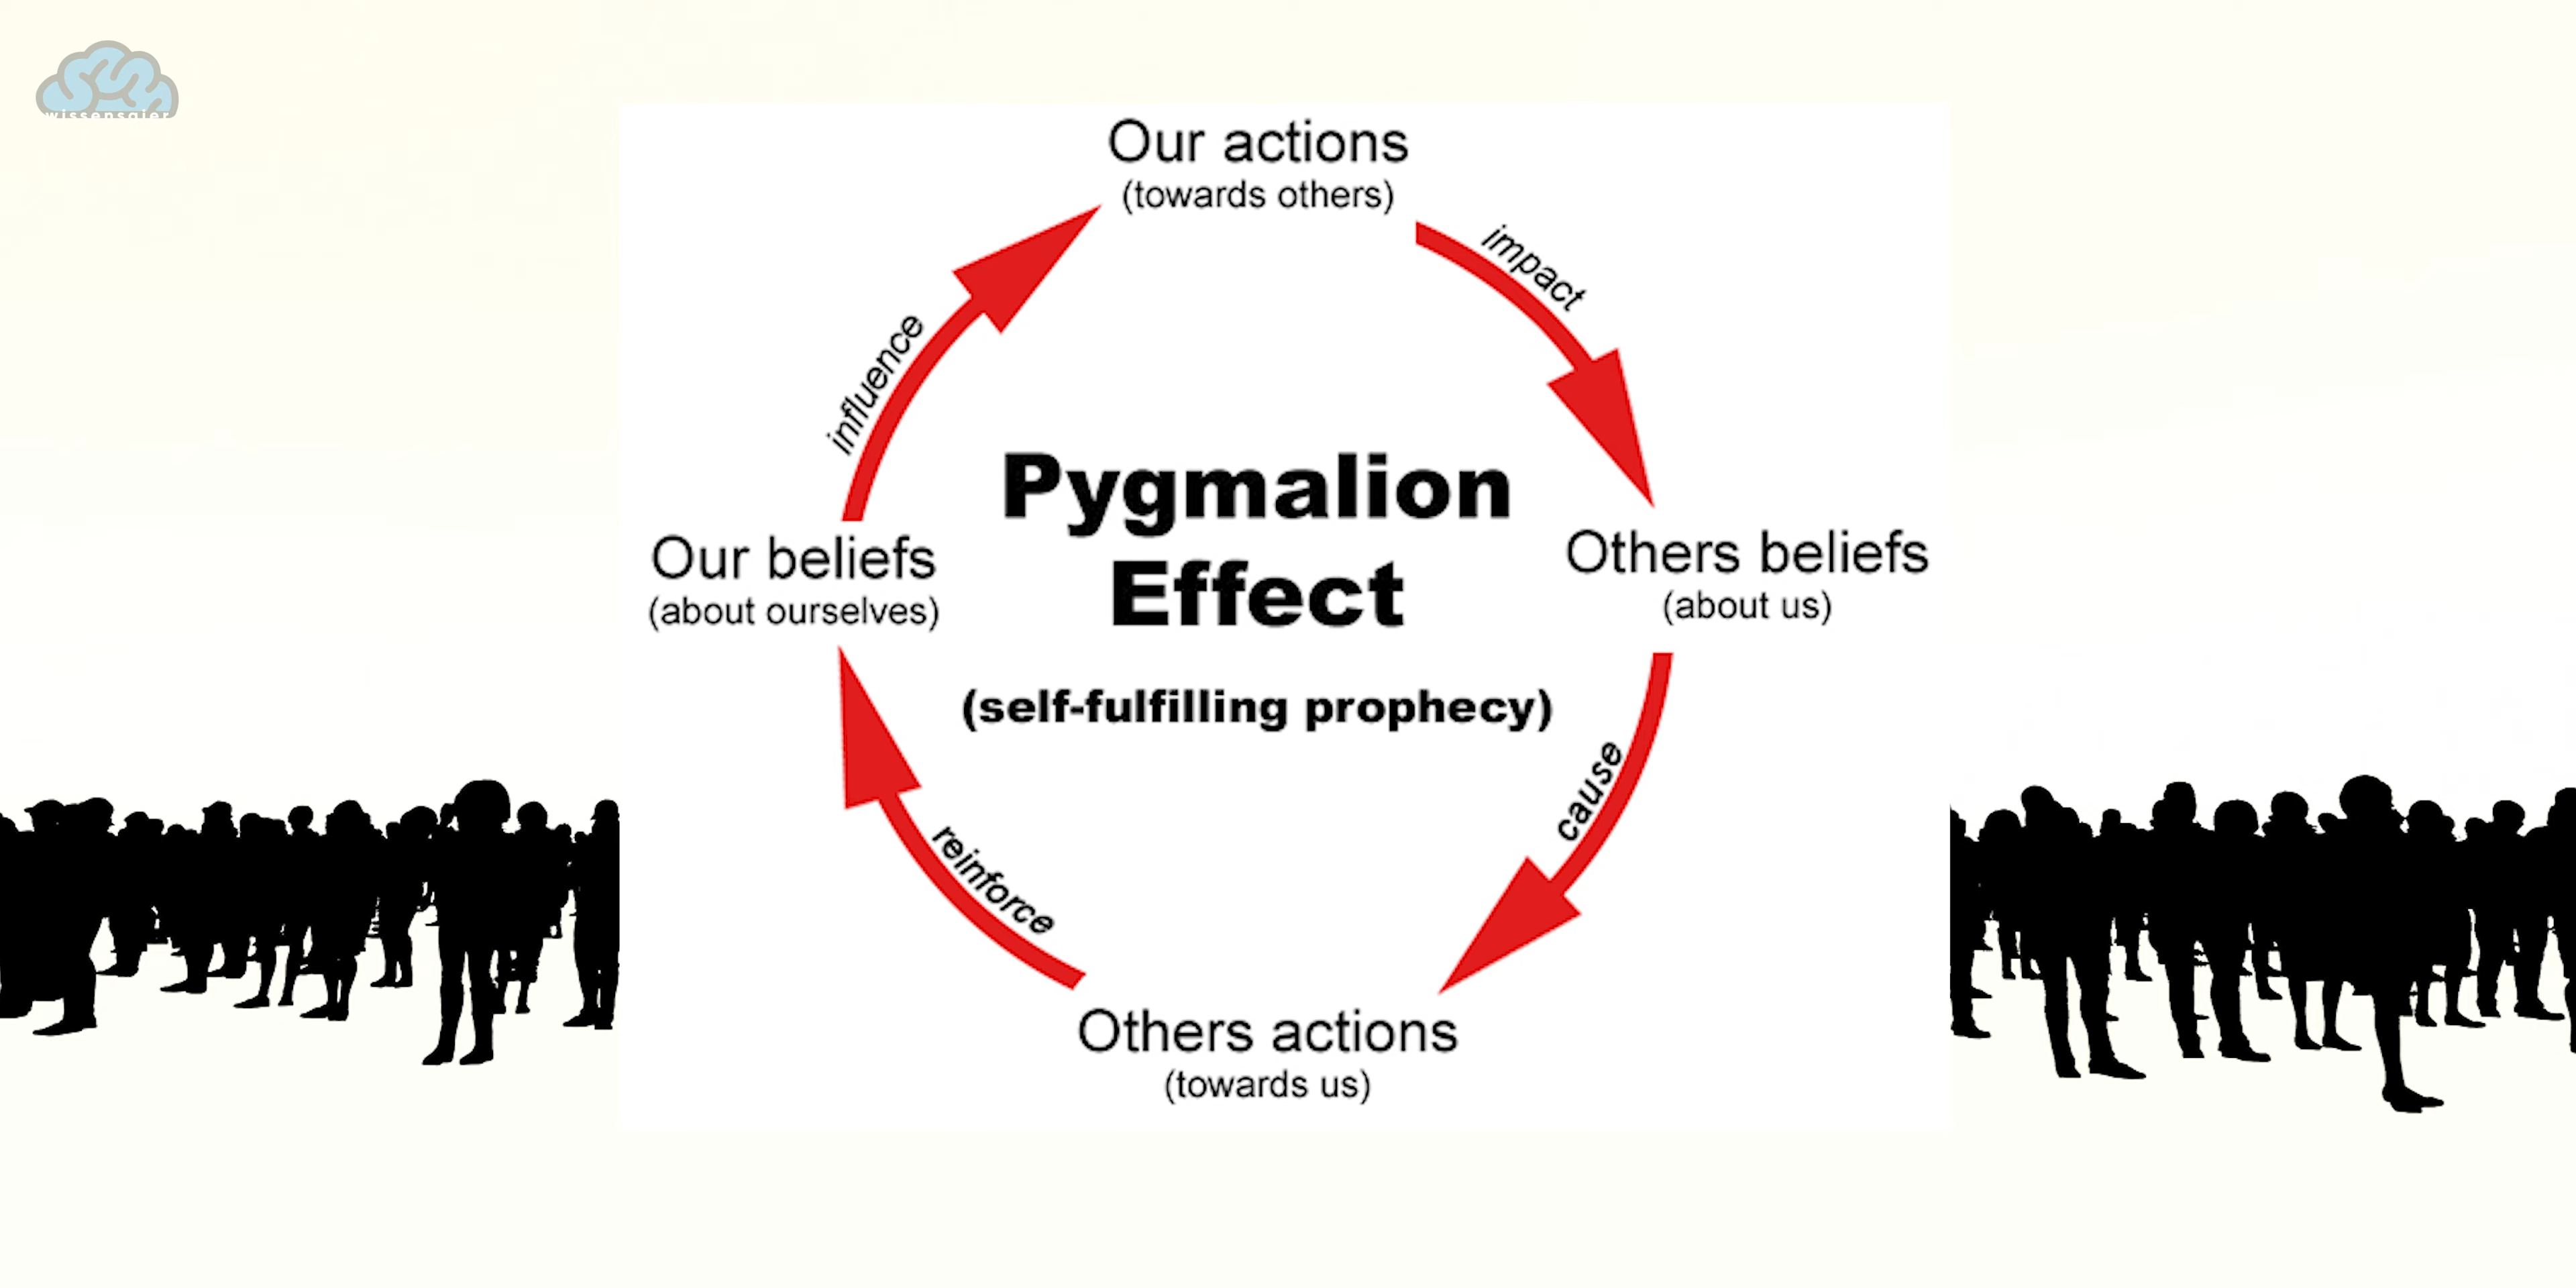 wissensgier
Our actions
(towards others)
impact
influence
Pygmalion
Effect
(self-fulfilling prophecy)
Our beliefs
(about ourselves)
Others beliefs
(about us)
cause
reinforce
Others actions
(towards us)